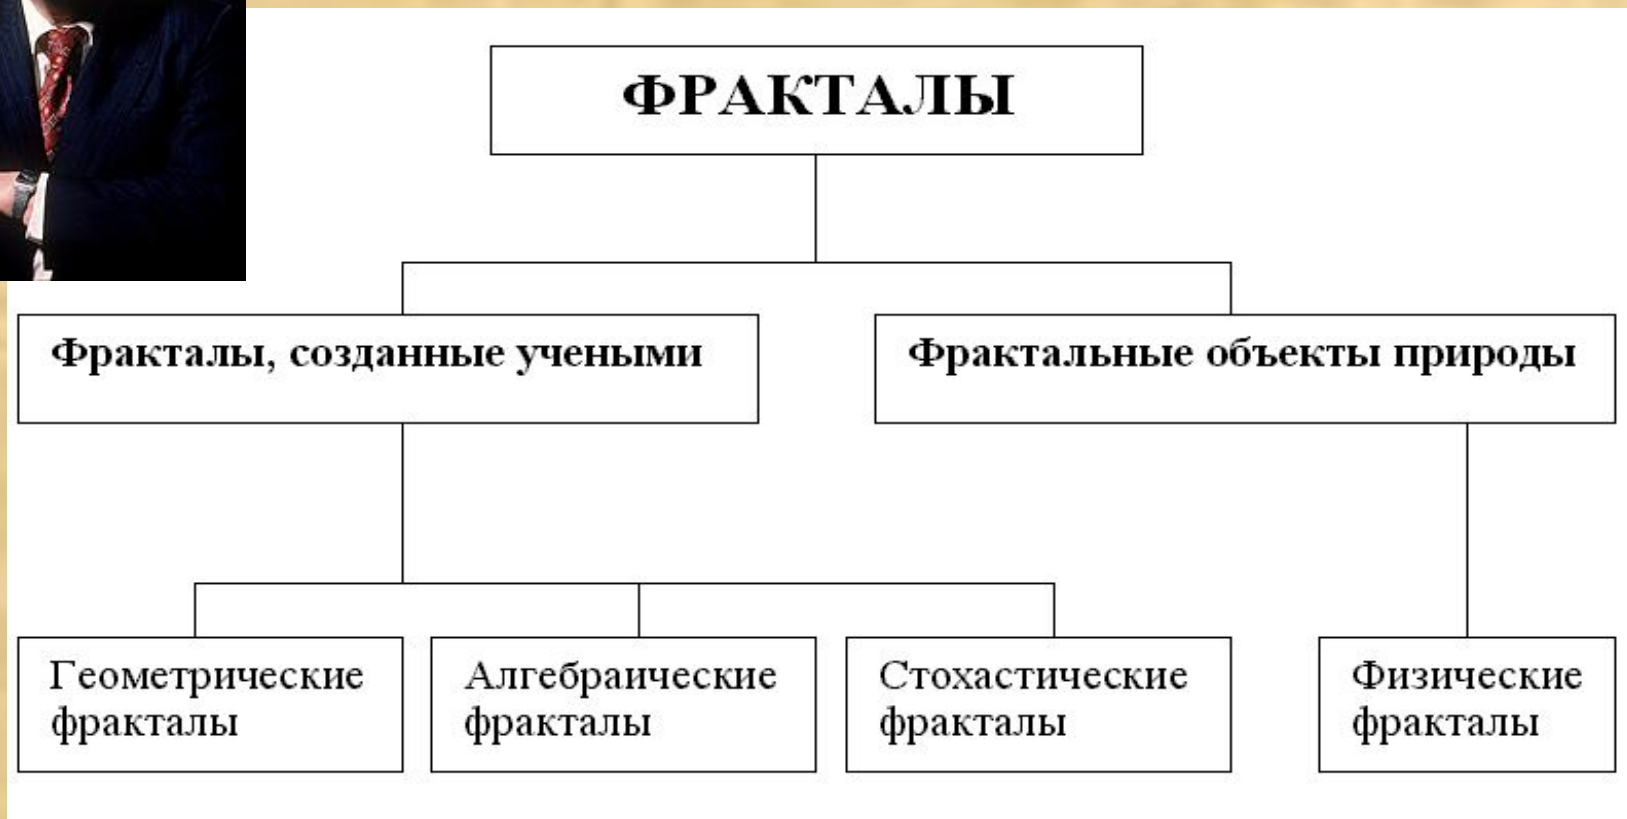 ФРАКТАЛЫ
Фракталы, созданные учеными
Фрактальные объекты природы
Геометрические
фракталы
Алгебраические
фракталы
Стохастические
фракталы
Физические
фракталы